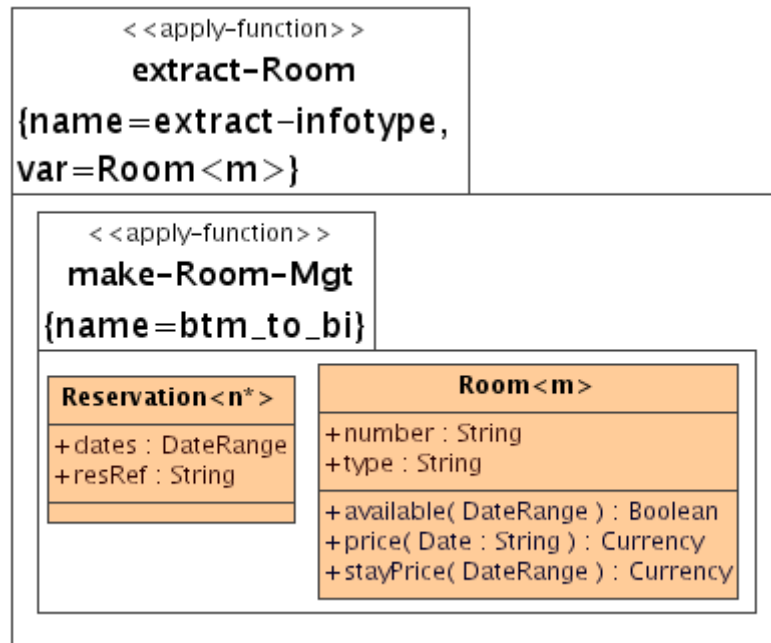 <<apply-function>>
extract-Room
{name=extract-infotype,
var=Room<m>}
<<apply-function>>
make-Room-Mgt
{name=btm_to_bi}
Reservation<n*>
+dates : DateRange
+resRef : String
Room<m>
+number : String
+type : String
+available( DateRange ) : Boolean
+price( Date : String ) : Currency
+stayPrice( DateRange ) : Currency